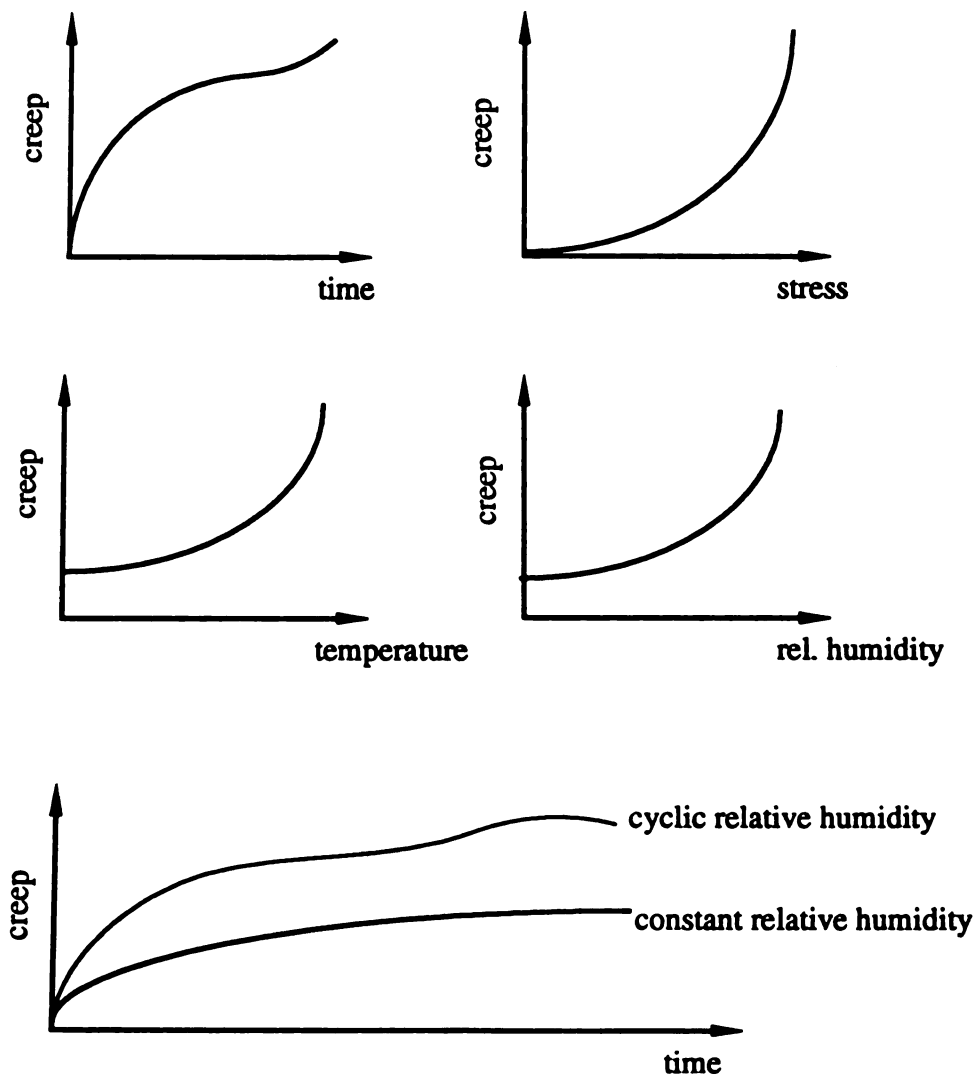 creep
time
creep
stress
creep
temperature
creep
rel. humidity
creep
cyclic relative humidity
constant relative humidity
time